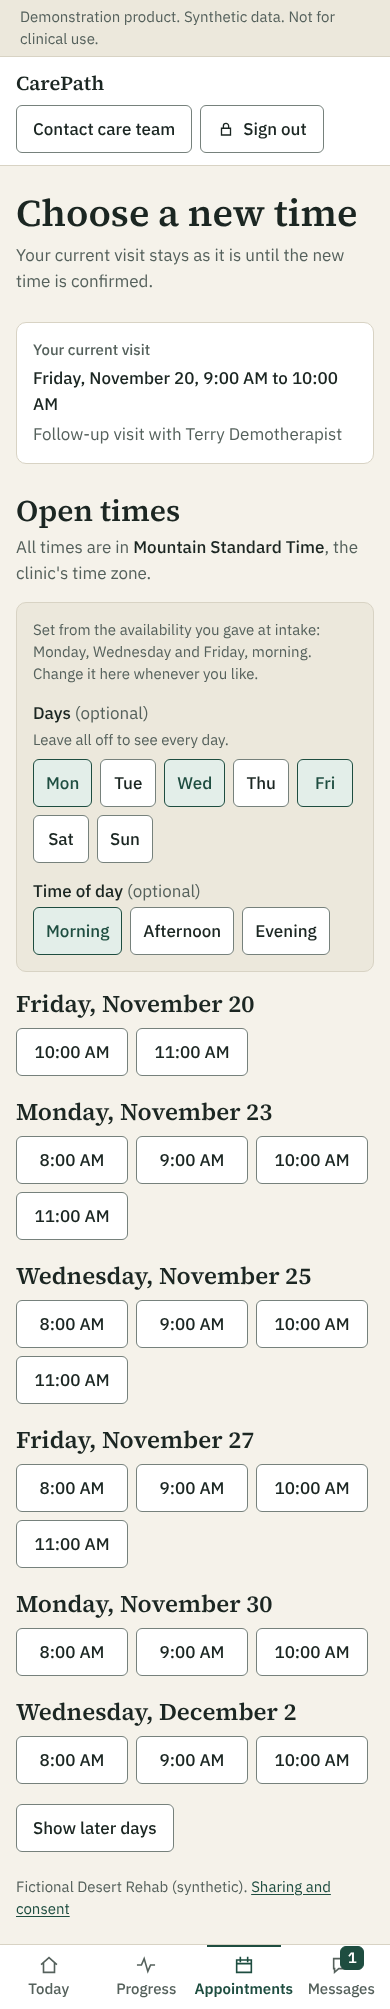 Demonstration product. Synthetic data. Not for
clinical use.
CarePath
Contact care team
Sign out
Choose a new time
Your current visit stays as it is until the new
time is confirmed.
Your current visit
Friday, November 20, 9:00 AM to 10:00
AM
Follow-up visit with Terry Demotherapist
Open times
All times are in Mountain Standard Time, the
clinic's time zone.
Set from the availability you gave at intake:
Monday, Wednesday and Friday, morning.
Change it here whenever you like.
Days (optional)
Leave all off to see every day.
Mon Tue Wed Thu Fri
Sat Sun
Time of day (optional)
Morning Afternoon Evening
Friday, November 20
10:00 AM 11:00 AM
Monday, November 23
8:00 AM 9:00 AM 10:00 AM
11:00 AM
Wednesday, November 25
8:00 AM 9:00 AM 10:00 AM
11:00 AM
Friday, November 27
8:00 AM 9:00 AM 10:00 AM
11:00 AM
Monday, November 30
8:00 AM 9:00 AM 10:00 AM
Wednesday, December 2
8:00 AM 9:00 AM 10:00 AM
Show later days
Fictional Desert Rehab (synthetic). Sharing and
consent
1
Today Progress Appointments Messages